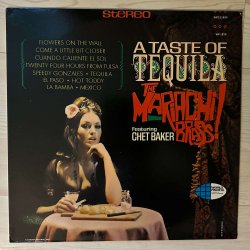 STEREO
FLOWERS ON THE WALL
COME A LITTLE BIT CLOSER
CUANDO CALIENTE EL SOL
TWENTY FOUR HOURS FROM TULSA
SPEEDY GONZALES • TEQUILA
EL PASO • HOT TODDY
LA BAMBA • MEXICO
A TASTE OF
TEQUILA
THE
MARIACHI
BRASS!
Featuring
CHET BAKER